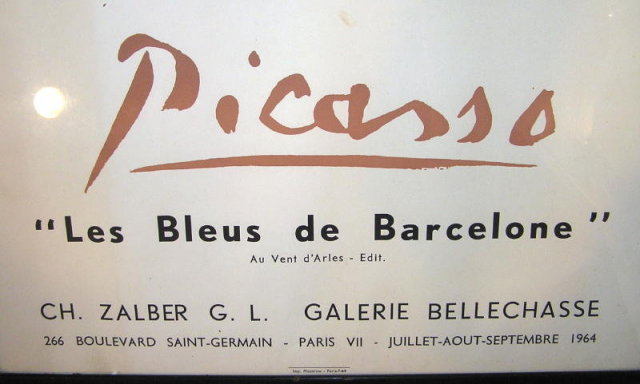 Picasso
"Les Bleus de Barcelone"
Au Vent d'Arles - Edit.
CH. ZALBER G. L. GALERIE BELLECHASSE
266 BOULEVARD SAINT-GERMAIN - PARIS VII - JUILLET-AOUT-SEPTEMBRE 1964